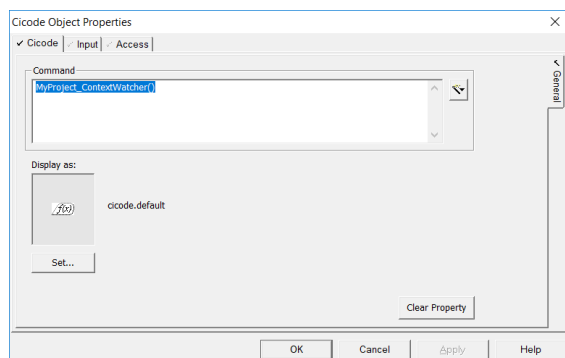 Cicode Object Properties
Cicode
Input
Access
General
Command
MyProject_ContextWatcher()
Display as:
f(x)
cicode.default
Set...
Clear Property
OK
Cancel
Apply
Help